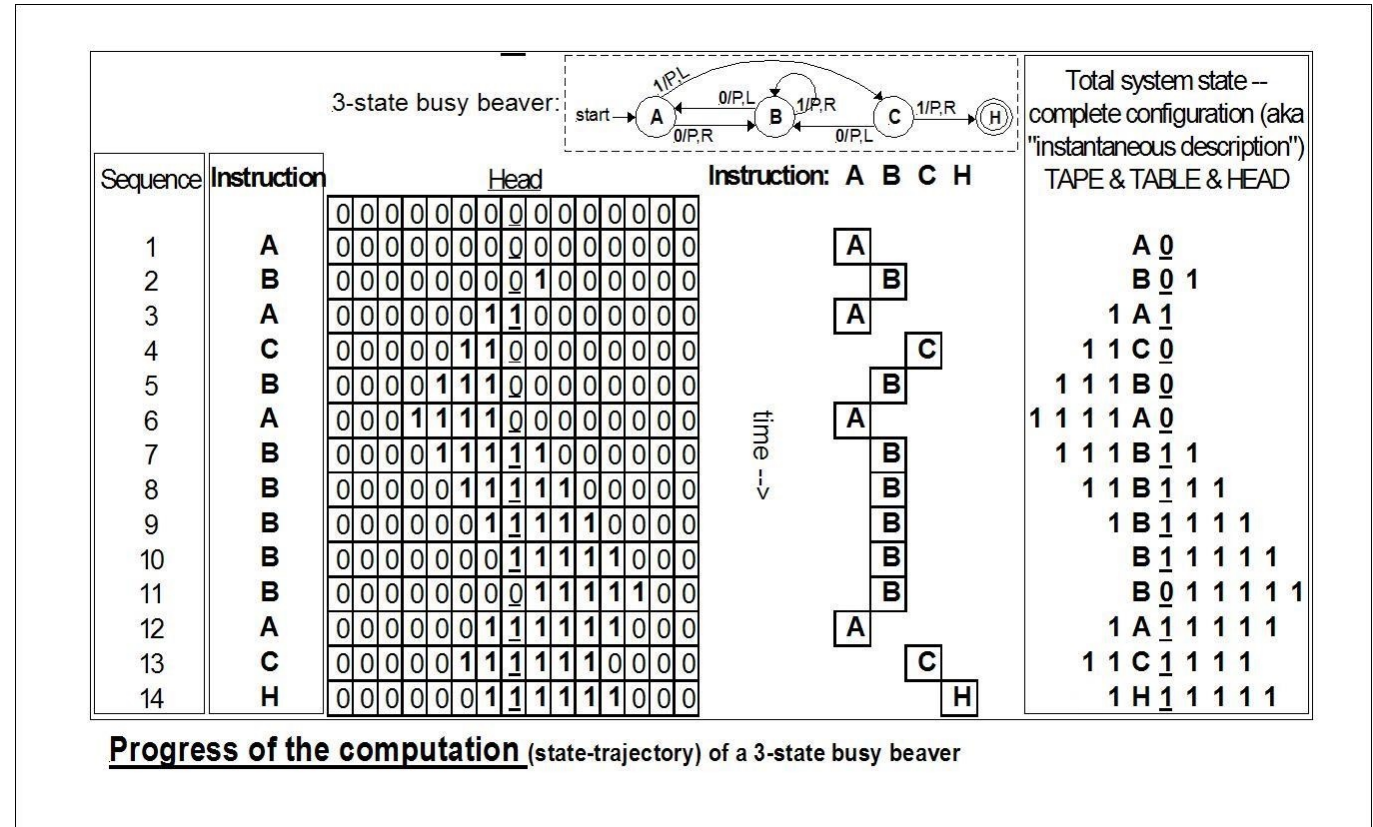 3-state busy beaver:
start
A
B
C
H
1/P,L
0/P,L
0/P,R
1/P,R
0/P,L
1/P,R
Total system state --
complete configuration (aka
"instantaneous description")
TAPE & TABLE & HEAD
Sequence Instruction Head Instruction: A B C H
0 0 0 0 0 0 0 0 0 0 0 0 0 0 0
1 A 0 0 0 0 0 0 0 0 0 0 0 0 0 0 0 A A 0
2 B 0 0 0 0 0 0 0 0 1 0 0 0 0 0 0 B B 0 1
3 A 0 0 0 0 0 0 1 1 0 0 0 0 0 0 0 A 1 A 1
4 C 0 0 0 0 0 1 1 0 0 0 0 0 0 0 0 C 1 1 C 0
5 B 0 0 0 0 1 1 1 0 0 0 0 0 0 0 0 B 1 1 1 B 0
6 A 0 0 0 1 1 1 1 0 0 0 0 0 0 0 0 A 1 1 1 1 A 0
7 B 0 0 0 0 1 1 1 1 1 0 0 0 0 0 0 B 1 1 1 B 1 1
8 B 0 0 0 0 0 1 1 1 1 1 0 0 0 0 0 B 1 1 B 1 1 1
9 B 0 0 0 0 0 0 1 1 1 1 1 0 0 0 0 B 1 B 1 1 1 1
10 B 0 0 0 0 0 0 0 1 1 1 1 1 0 0 0 B B 1 1 1 1 1
11 B 0 0 0 0 0 0 0 0 1 1 1 1 1 0 0 B B 0 1 1 1 1 1
12 A 0 0 0 0 0 0 1 1 1 1 1 1 0 0 0 A 1 A 1 1 1 1 1
13 C 0 0 0 0 0 1 1 1 1 1 1 0 0 0 0 C 1 1 C 1 1 1 1
14 H 0 0 0 0 0 0 1 1 1 1 1 1 0 0 0 H 1 H 1 1 1 1 1
time -->
Progress of the computation (state-trajectory) of a 3-state busy beaver